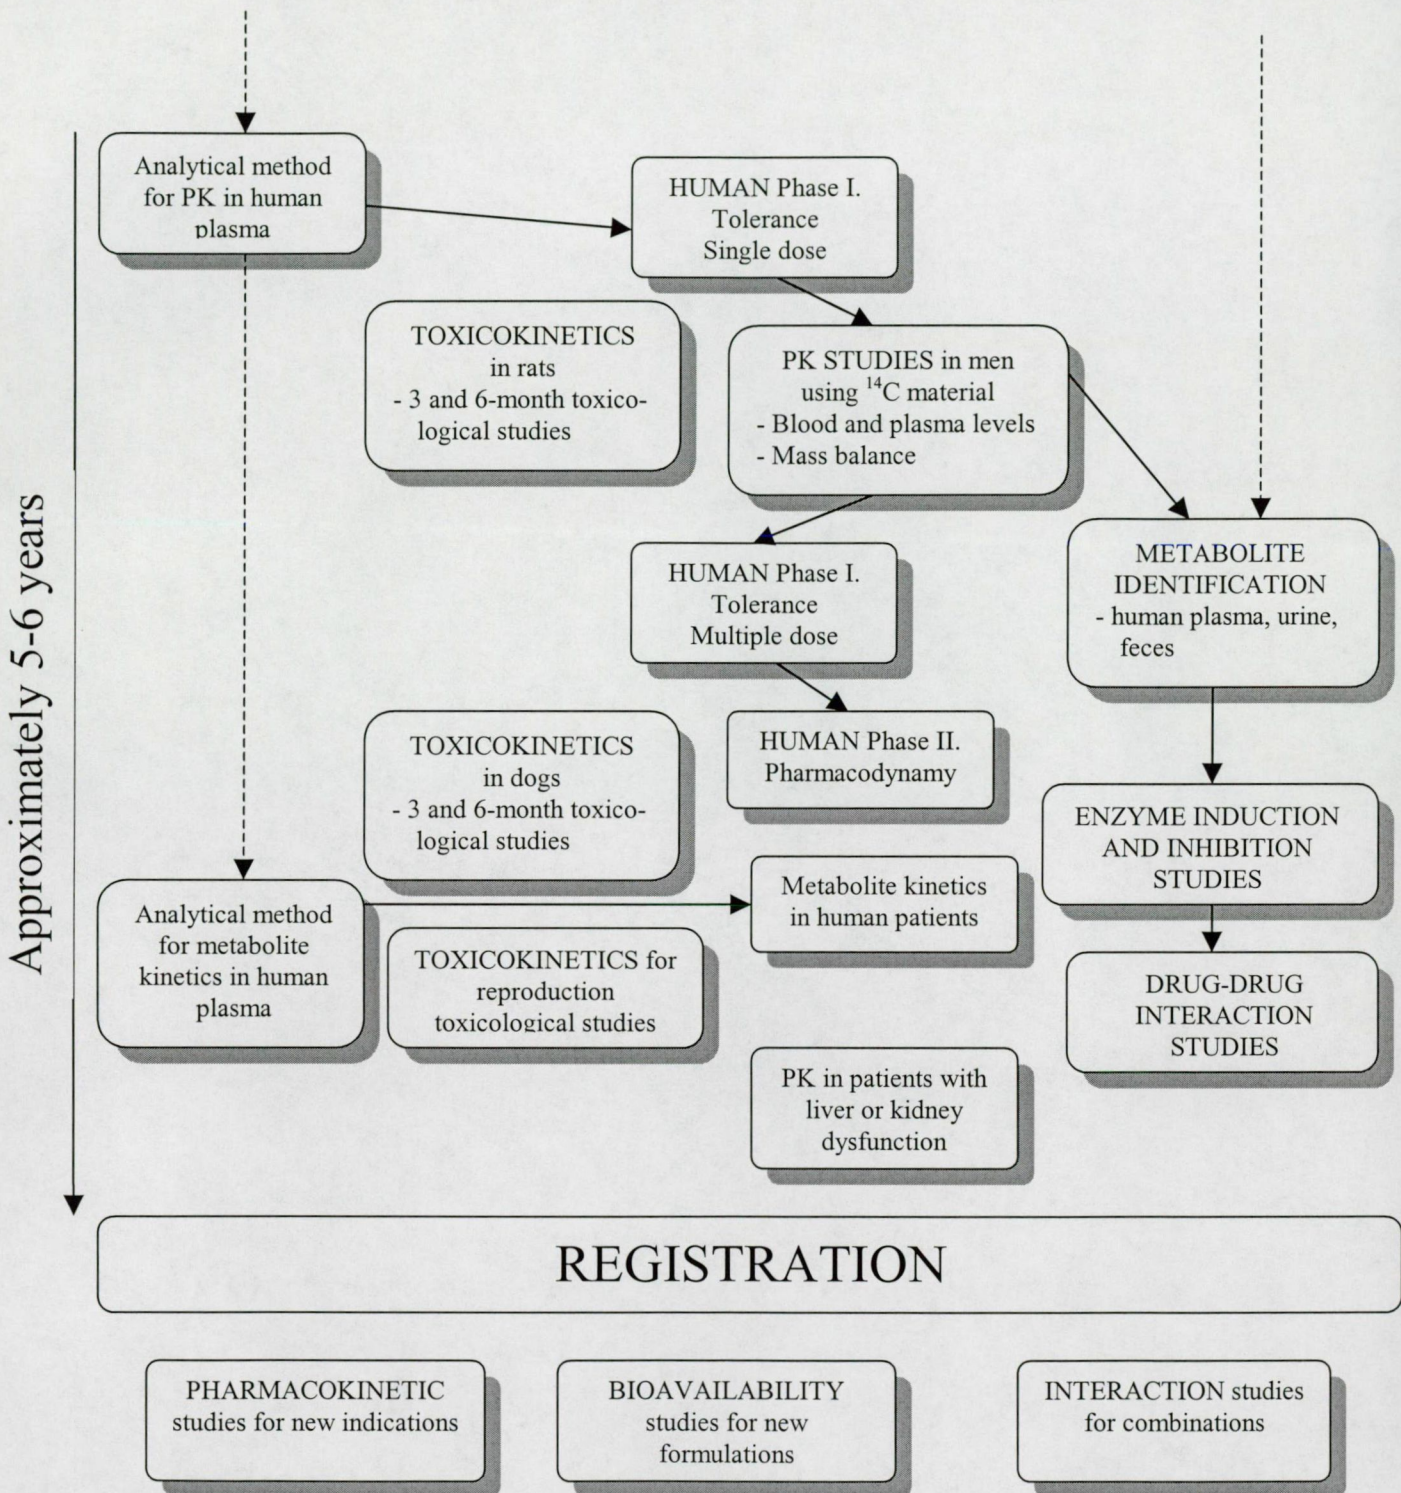 Approximately 5-6 years
Analytical method
for PK in human
plasma
HUMAN Phase I.
Tolerance
Single dose
TOXICOKINETICS
in rats
- 3 and 6-month toxico-
logical studies
PK STUDIES in men
using ¹⁴C material
- Blood and plasma levels
- Mass balance
HUMAN Phase I.
Tolerance
Multiple dose
METABOLITE
IDENTIFICATION
- human plasma, urine,
feces
TOXICOKINETICS
in dogs
- 3 and 6-month toxico-
logical studies
HUMAN Phase II.
Pharmacodynamy
ENZYME INDUCTION
AND INHIBITION
STUDIES
Analytical method
for metabolite
kinetics in human
plasma
Metabolite kinetics
in human patients
TOXICOKINETICS for
reproduction
toxicological studies
DRUG-DRUG
INTERACTION
STUDIES
PK in patients with
liver or kidney
dysfunction
REGISTRATION
PHARMACOKINETIC
studies for new indications
BIOAVAILABILITY
studies for new
formulations
INTERACTION studies
for combinations